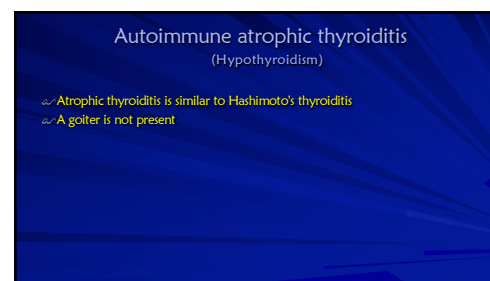 Autoimmune atrophic thyroiditis
(Hypothyroidism)
Atrophic thyroiditis is similar to Hashimoto's thyroiditis
A goiter is not present